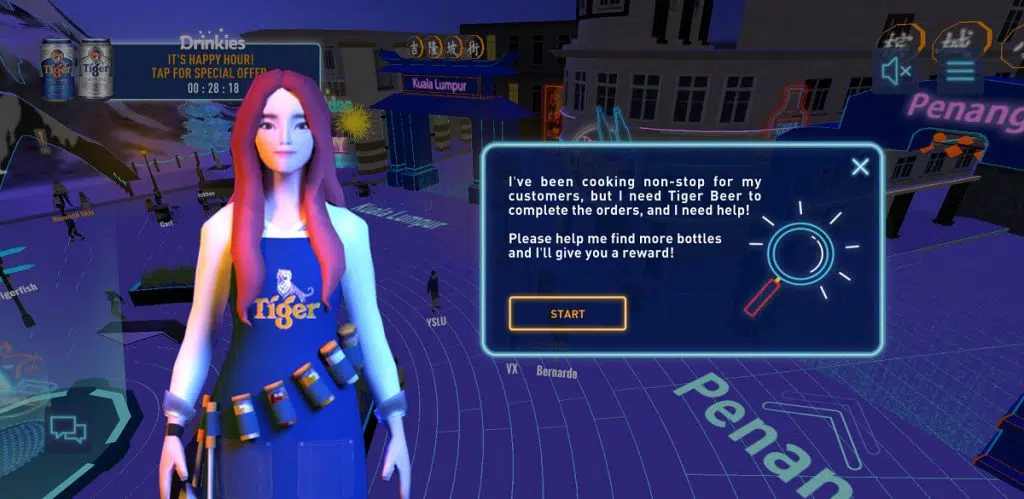 Drinkies
IT'S HAPPY HOUR!
TAP FOR SPECIAL OFFER
00 : 28 : 18
Tiger
Tiger
吉隆坡街
Kuala Lumpur
Penang
I've been cooking non-stop for my
customers, but I need Tiger Beer to
complete the orders, and I need help!
Please help me find more bottles
and I'll give you a reward!
START
Kuala Lumpur
Carl
Tigerfish
Tiger
YSLU
VX
Bernardo
Penan